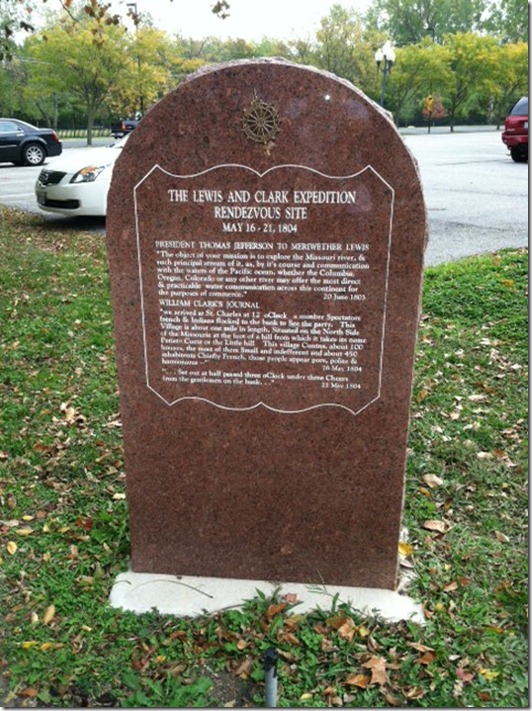 THE LEWIS AND CLARK EXPEDITION
RENDEZVOUS SITE
MAY 16 - 21, 1804
PRESIDENT THOMAS JEFFERSON TO MERIWETHER LEWIS
"The object of your mission is to explore the Missouri river, &
such principal stream of it, as, by it's course and communication
with the waters of the Pacific ocean, whether the Columbia,
Oregon, Colorado or any other river may offer the most direct
& practicable water communication across this continent for
the purposes of commerce." 20 June 1803
WILLIAM CLARK'S JOURNAL
"we arrived at St. Charles at 12 oClock a number Spectators
french & Indians flocked to the bank to See the party. This
Village is about one mile in length, Situated on the North Side
of the Missourie at the foot of a hill from which it takes its name
Petiete Coete or the Little hill This village Contns. about 100
houses, the most of them Small and indefferent and about 450
inhabitents Chiefly French, those people appear pore, polite &
harmonious ..." 16 May 1804
". . . Set out at half passed three oClock under three Cheers
from the gentlemen on the bank. . ." 21 May 1804